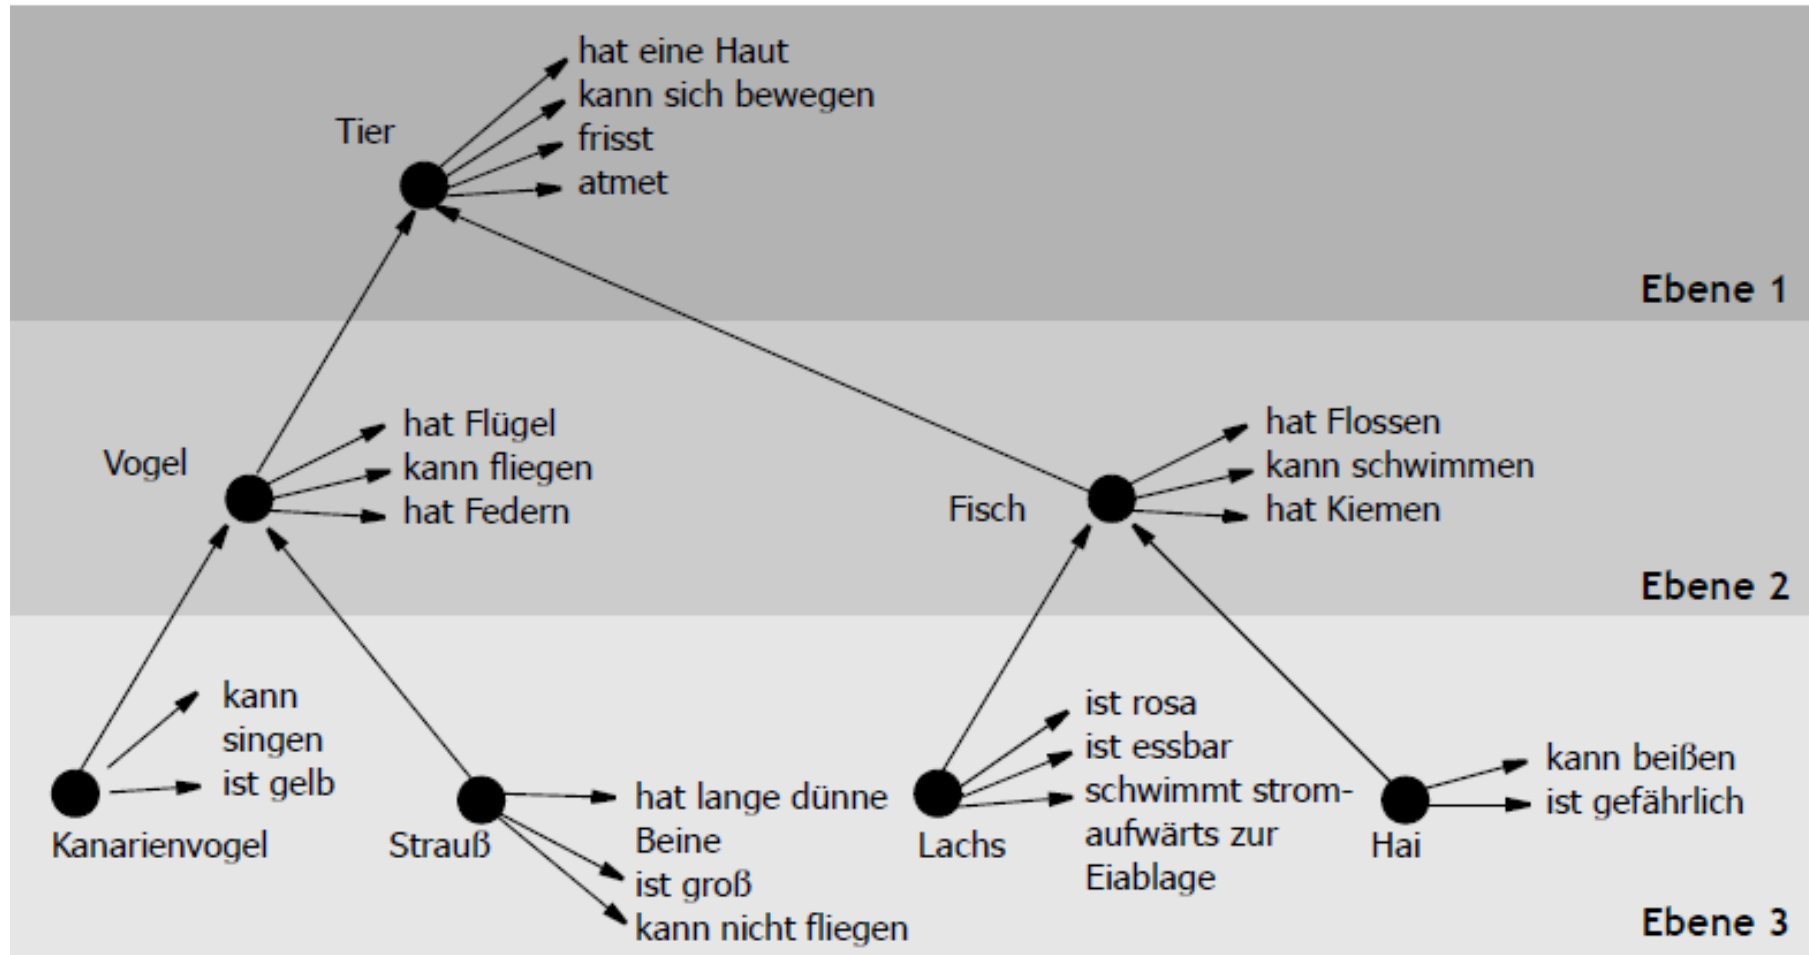 hat eine Haut
kann sich bewegen
Tier
frisst
atmet
Ebene 1
Vogel
hat Flügel
kann fliegen
hat Federn
Fisch
hat Flossen
kann schwimmen
hat Kiemen
Ebene 2
kann
singen
ist gelb
Kanarienvogel
hat lange dünne
Beine
ist groß
kann nicht fliegen
Strauß
ist rosa
ist essbar
schwimmt strom-
aufwärts zur
Eiablage
Lachs
kann beißen
ist gefährlich
Hai
Ebene 3